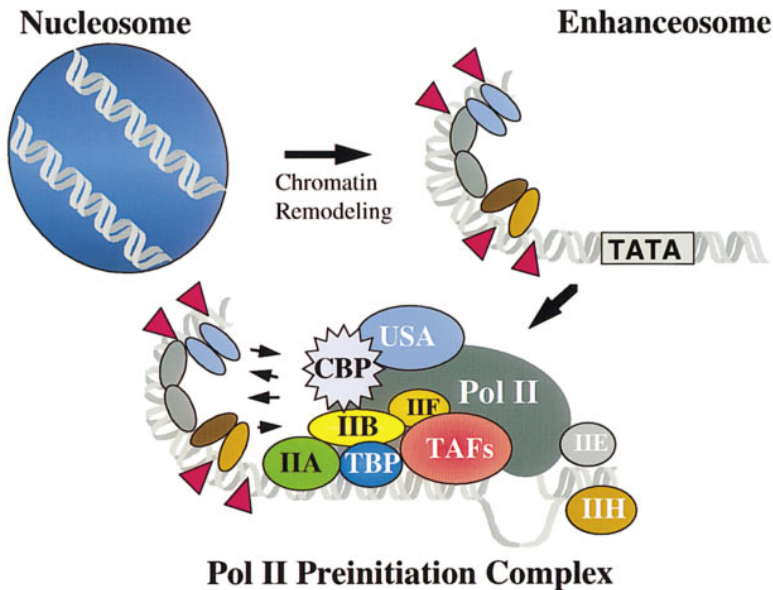 Nucleosome
Enhanceosome
Chromatin
Remodeling
TATA
USA
CBP
Pol II
IIF
IIB
TAFs
IIE
IIA
TBP
IIH
Pol II Preinitiation Complex